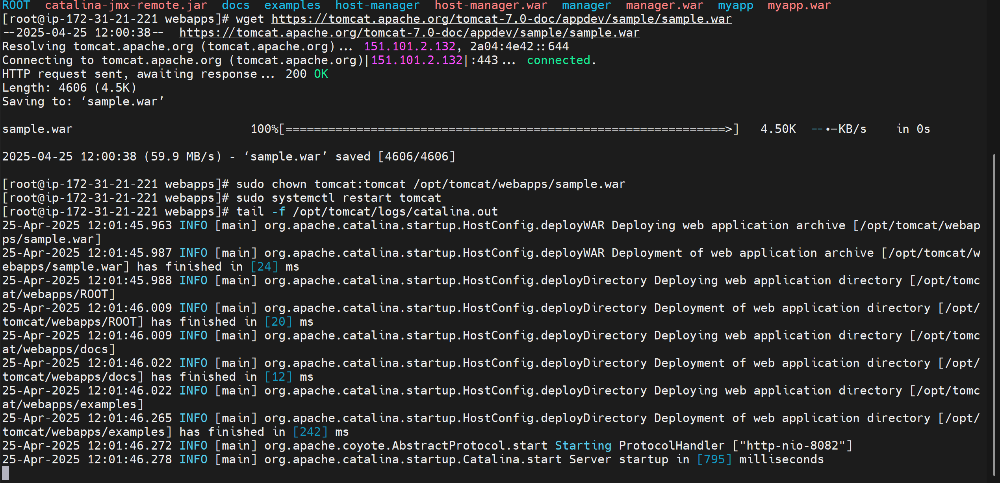 ROOT  catalina-jmx-remote.jar  docs  examples  host-manager  host-manager.war  manager  manager.war  myapp  myapp.war
[root@ip-172-31-21-221 webapps]# wget https://tomcat.apache.org/tomcat-7.0-doc/appdev/sample/sample.war
--2025-04-25 12:00:38--  https://tomcat.apache.org/tomcat-7.0-doc/appdev/sample/sample.war
Resolving tomcat.apache.org (tomcat.apache.org)... 151.101.2.132, 2a04:4e42::644
Connecting to tomcat.apache.org (tomcat.apache.org)|151.101.2.132|:443... connected.
HTTP request sent, awaiting response... 200 OK
Length: 4606 (4.5K)
Saving to: ‘sample.war’
sample.war                         100%[==============================================================>]   4.50K  --•-KB/s    in 0s
2025-04-25 12:00:38 (59.9 MB/s) - ‘sample.war’ saved [4606/4606]
[root@ip-172-31-21-221 webapps]# sudo chown tomcat:tomcat /opt/tomcat/webapps/sample.war
[root@ip-172-31-21-221 webapps]# sudo systemctl restart tomcat
[root@ip-172-31-21-221 webapps]# tail -f /opt/tomcat/logs/catalina.out
25-Apr-2025 12:01:45.963 INFO [main] org.apache.catalina.startup.HostConfig.deployWAR Deploying web application archive [/opt/tomcat/webap
ps/sample.war]
25-Apr-2025 12:01:45.987 INFO [main] org.apache.catalina.startup.HostConfig.deployWAR Deployment of web application archive [/opt/tomcat/w
ebapps/sample.war] has finished in [24] ms
25-Apr-2025 12:01:45.988 INFO [main] org.apache.catalina.startup.HostConfig.deployDirectory Deploying web application directory [/opt/tomc
at/webapps/ROOT]
25-Apr-2025 12:01:46.009 INFO [main] org.apache.catalina.startup.HostConfig.deployDirectory Deployment of web application directory [/opt/
tomcat/webapps/ROOT] has finished in [20] ms
25-Apr-2025 12:01:46.009 INFO [main] org.apache.catalina.startup.HostConfig.deployDirectory Deploying web application directory [/opt/tomc
at/webapps/docs]
25-Apr-2025 12:01:46.022 INFO [main] org.apache.catalina.startup.HostConfig.deployDirectory Deployment of web application directory [/opt/
tomcat/webapps/docs] has finished in [12] ms
25-Apr-2025 12:01:46.022 INFO [main] org.apache.catalina.startup.HostConfig.deployDirectory Deploying web application directory [/opt/tomc
at/webapps/examples]
25-Apr-2025 12:01:46.265 INFO [main] org.apache.catalina.startup.HostConfig.deployDirectory Deployment of web application directory [/opt/
tomcat/webapps/examples] has finished in [242] ms
25-Apr-2025 12:01:46.272 INFO [main] org.apache.coyote.AbstractProtocol.start Starting ProtocolHandler ["http-nio-8082"]
25-Apr-2025 12:01:46.278 INFO [main] org.apache.catalina.startup.Catalina.start Server startup in [795] milliseconds